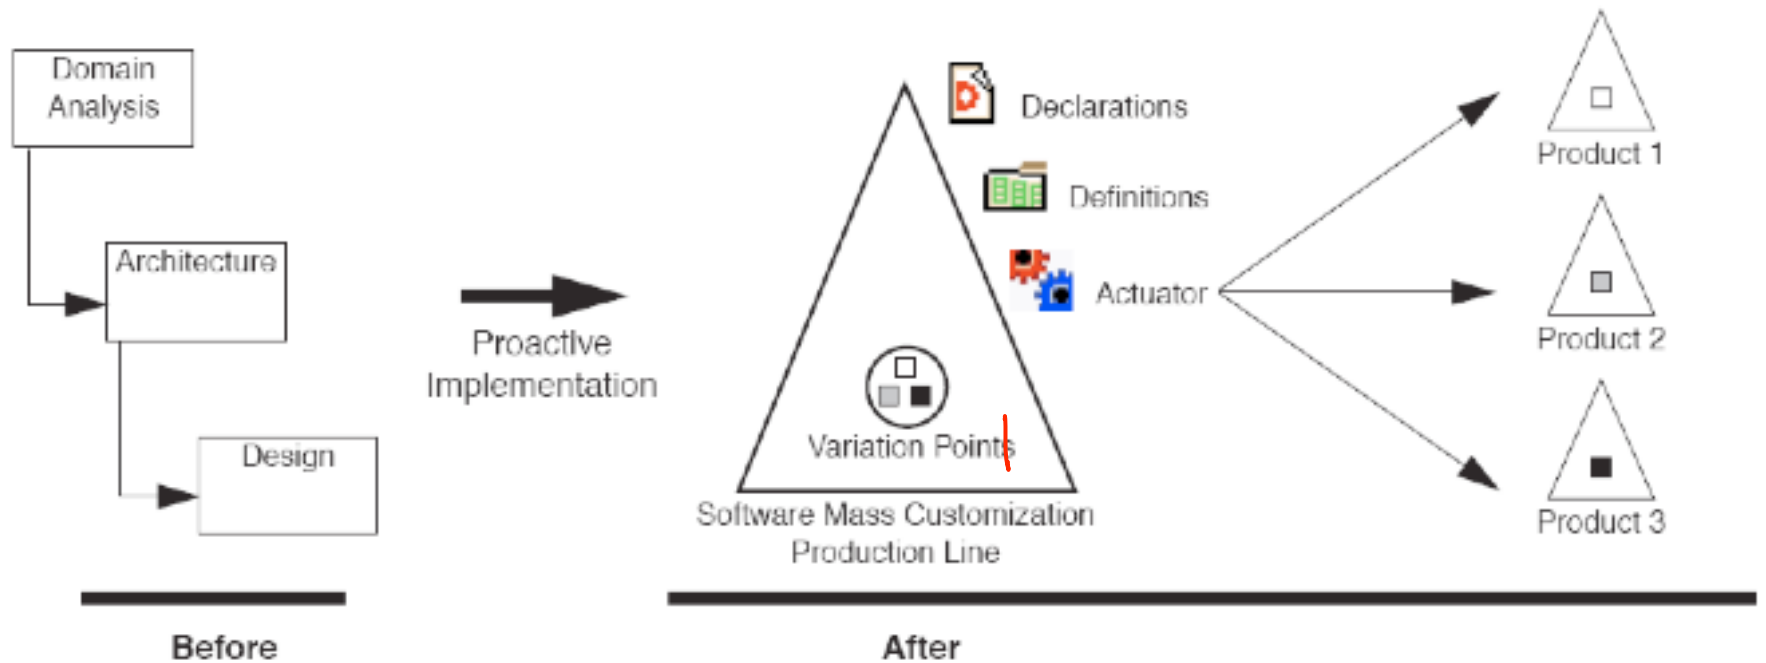 Domain
Analysis
Architecture
Design
Proactive
Implementation
Declarations
Definitions
Actuator
Variation Points
Software Mass Customization
Production Line
Product 1
Product 2
Product 3
Before
After